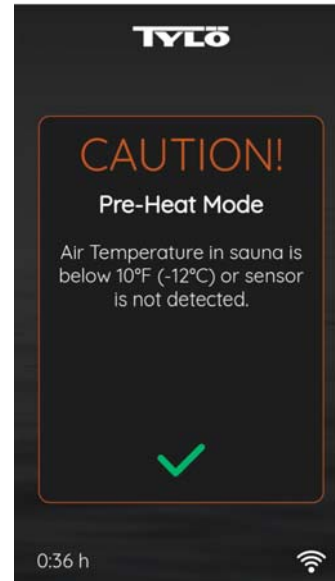 TYLÖ
CAUTION!
Pre-Heat Mode
Air Temperature in sauna is
below 10°F (-12°C) or sensor
is not detected.
0:36 h